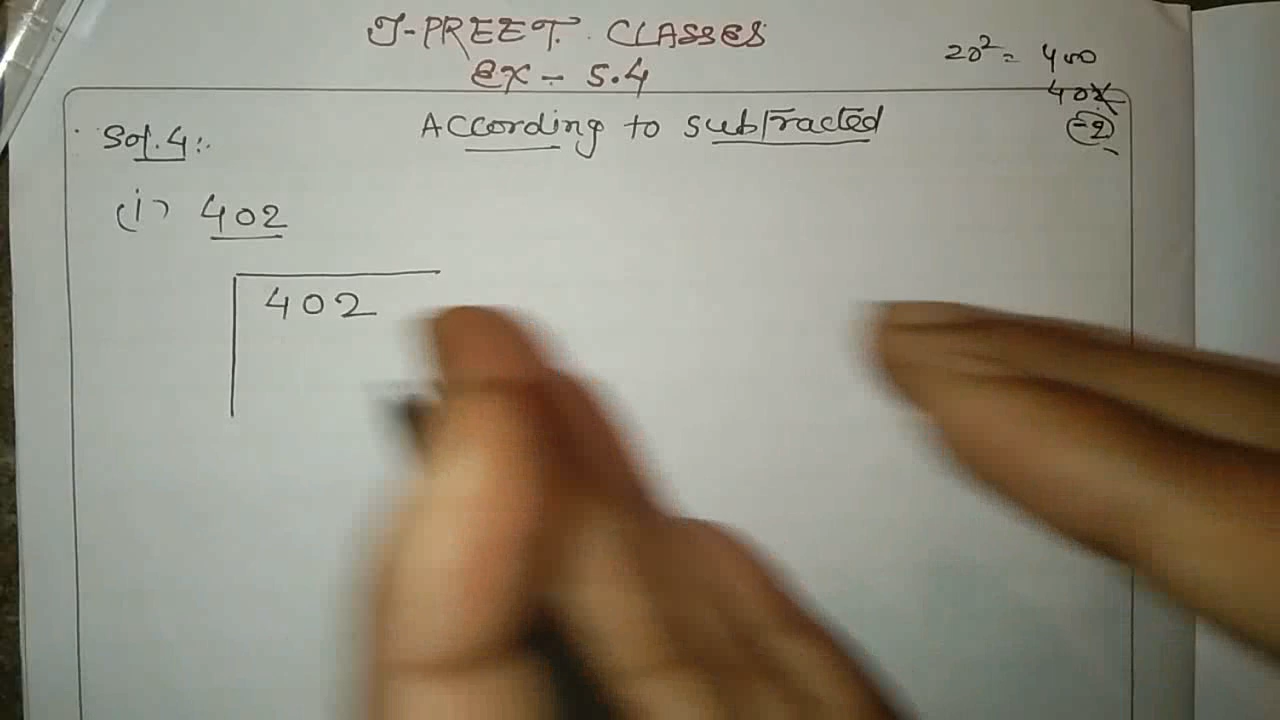 J-PREET. CLASSES
EX - 5.4
20² = 400
402
-2
Sol. 4:.
According to subtracted
(i) 402
402